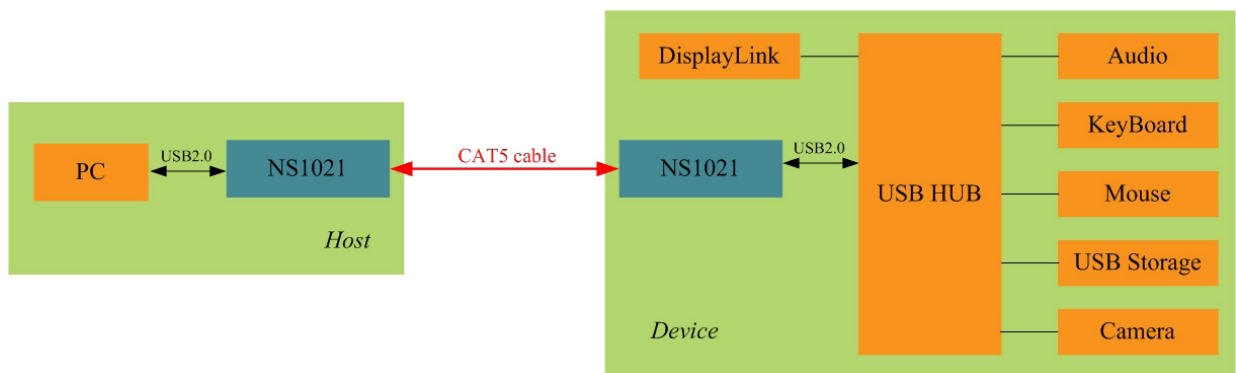 PC
USB2.0
NS1021
Host
CAT5 cable
DisplayLink
NS1021
USB2.0
USB HUB
Audio
KeyBoard
Mouse
USB Storage
Camera
Device